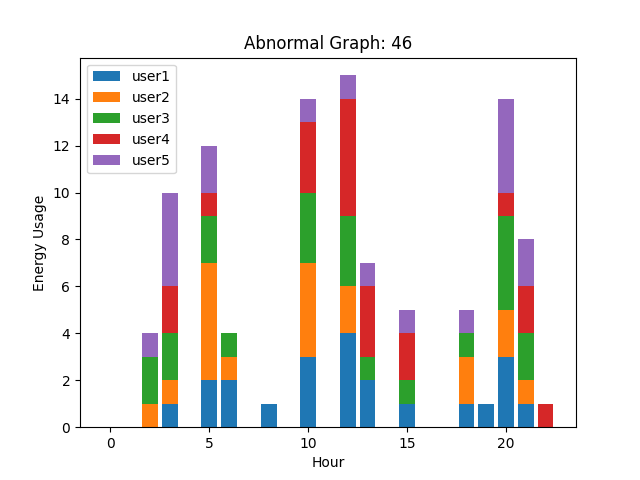 Abnormal Graph: 46
user1
user2
user3
user4
user5
Energy Usage
14
12
10
8
6
4
2
0
0 5 10 15 20
Hour